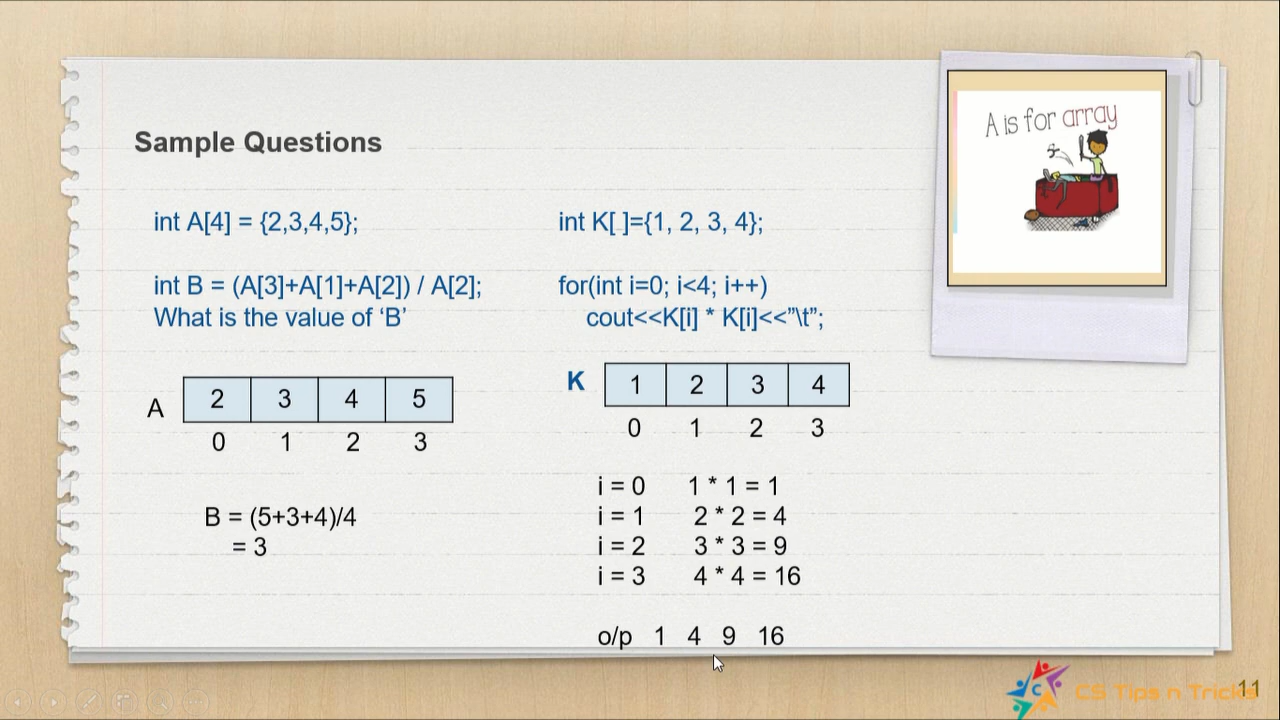 Sample Questions
int A[4] = {2,3,4,5};
int B = (A[3]+A[1]+A[2]) / A[2];
What is the value of ‘B’
A
2 3 4 5
0 1 2 3
B = (5+3+4)/4
= 3
int K[ ]={1, 2, 3, 4};
for(int i=0; i<4; i++)
cout<<K[i] * K[i]<<”\t”;
K
1 2 3 4
0 1 2 3
i = 0 1 * 1 = 1
i = 1 2 * 2 = 4
i = 2 3 * 3 = 9
i = 3 4 * 4 = 16
o/p 1 4 9 16
A is for array
C
CS Tips n Tricks
11